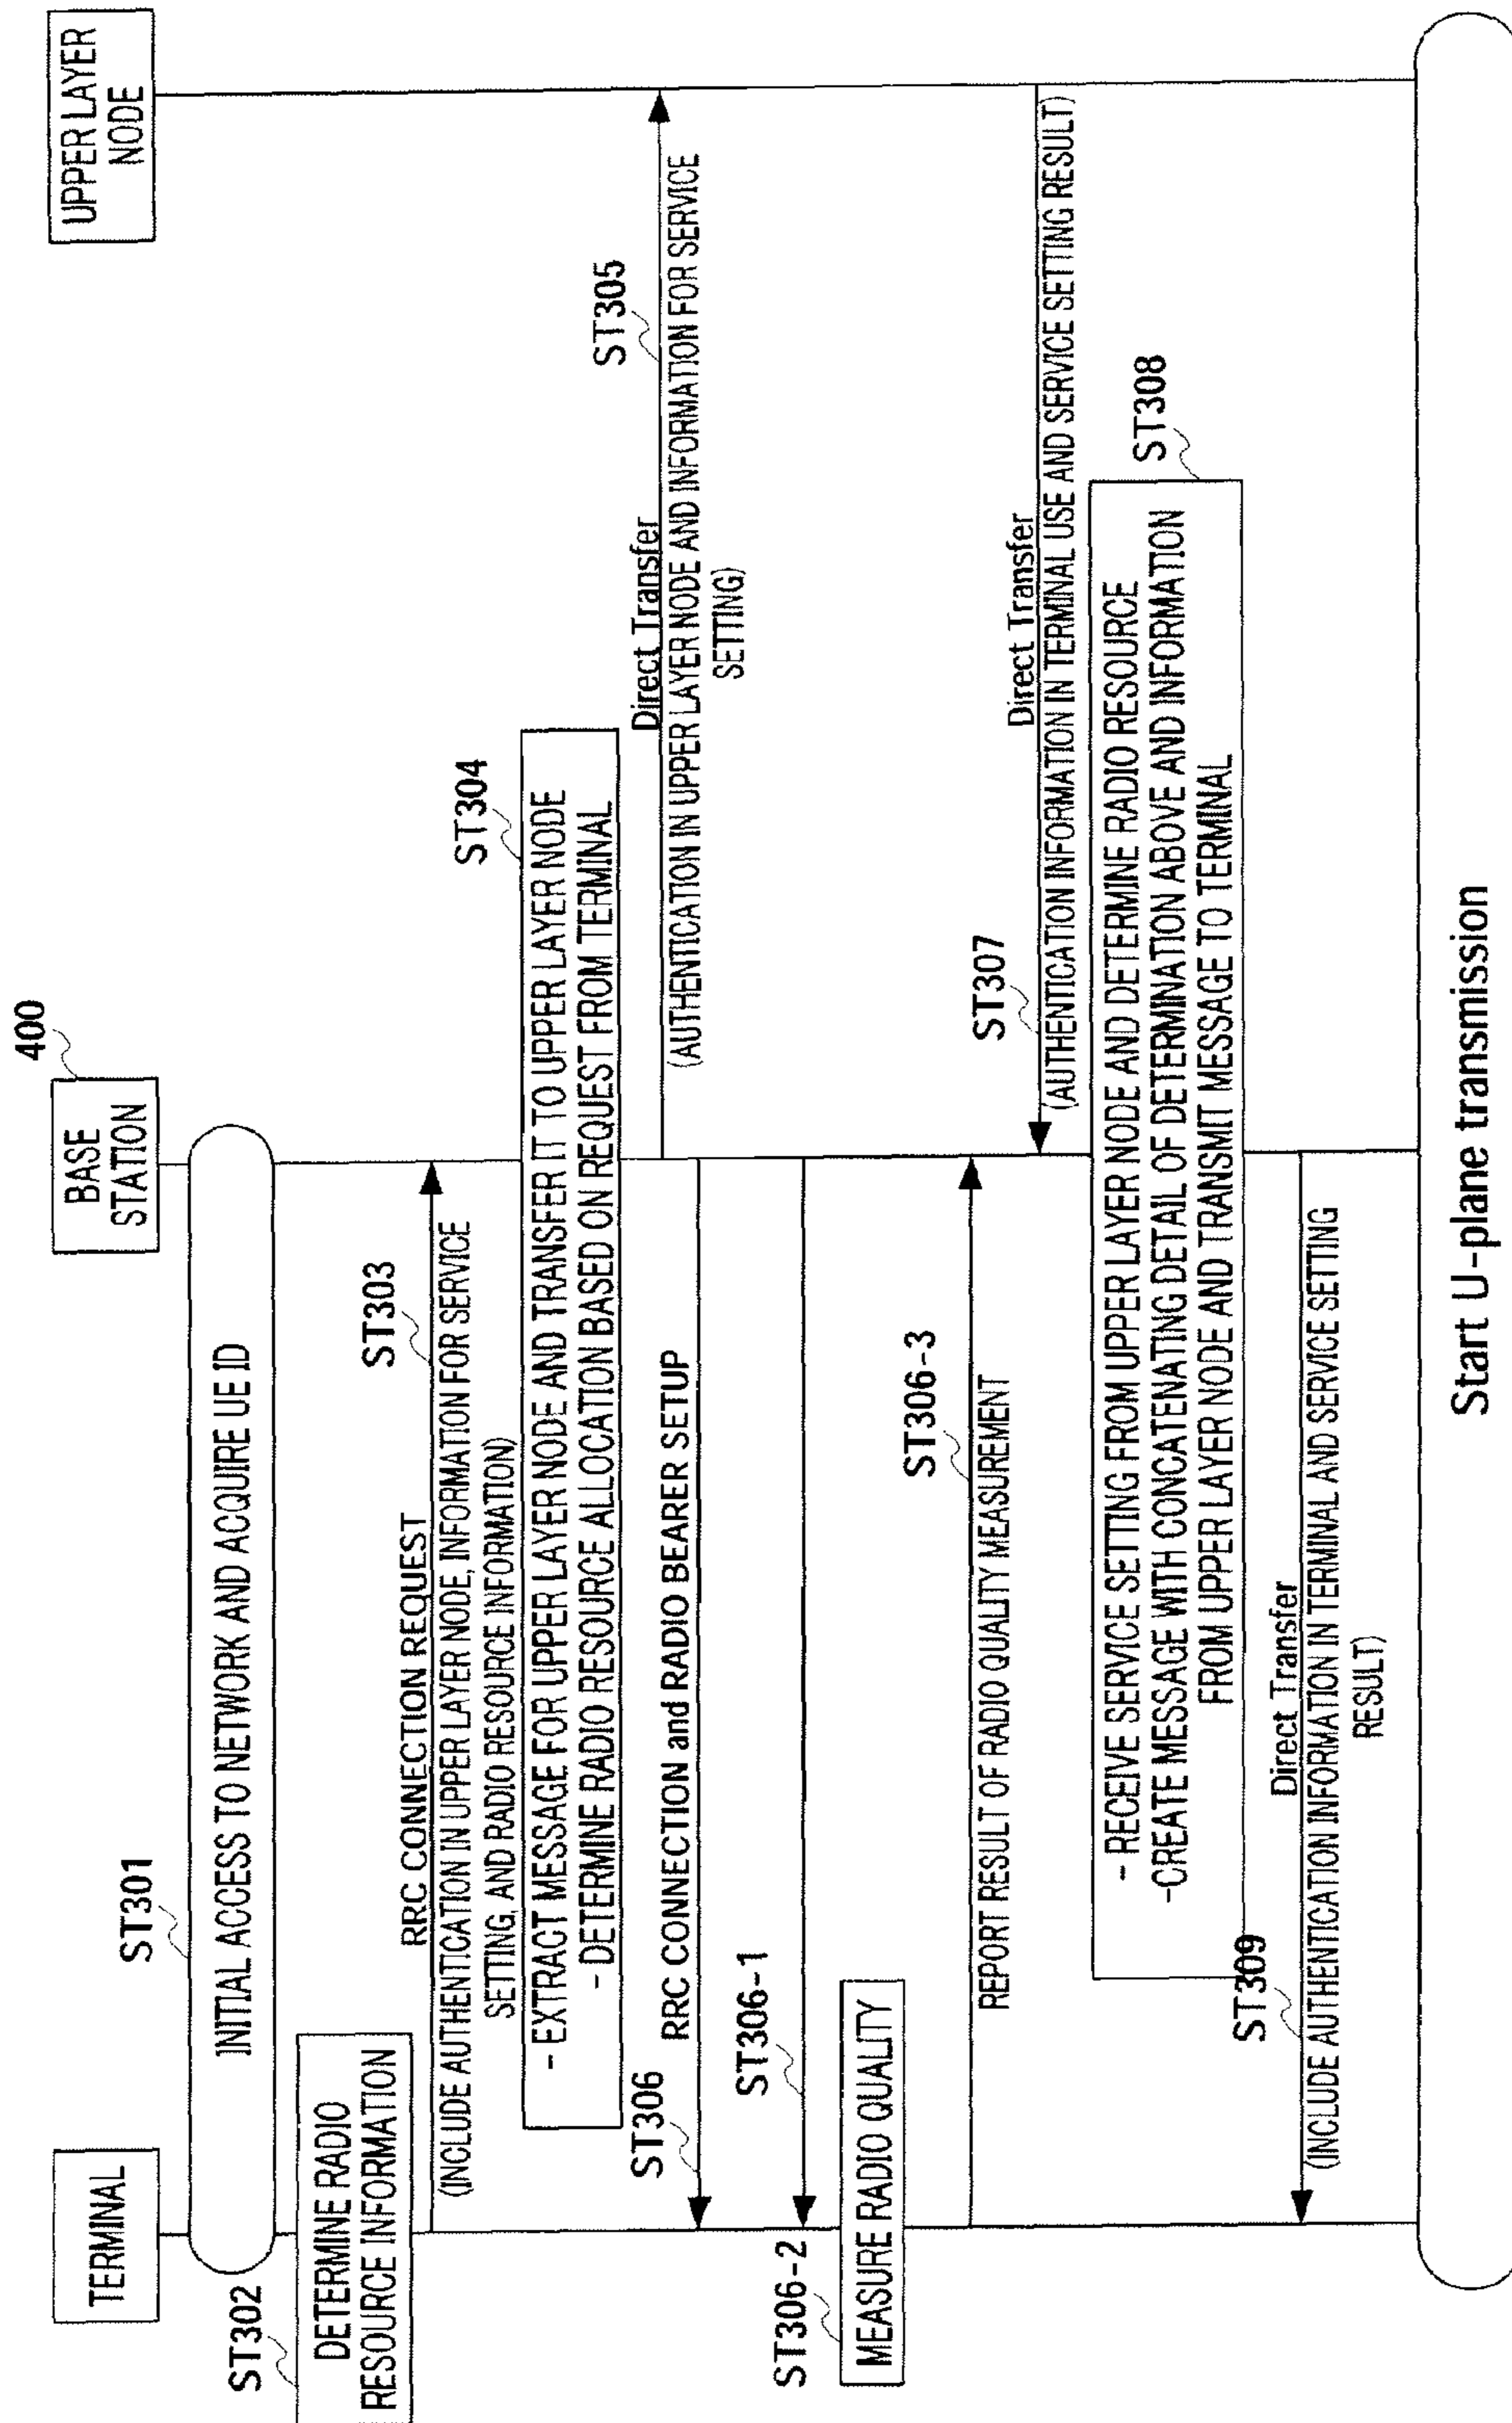 TERMINAL
BASE
STATION
400
UPPER LAYER
NODE
ST301
INITIAL ACCESS TO NETWORK AND ACQUIRE UE ID
ST302
DETERMINE RADIO
RESOURCE INFORMATION
RRC CONNECTION REQUEST
ST303
(INCLUDE AUTHENTICATION IN UPPER LAYER NODE, INFORMATION FOR SERVICE
SETTING, AND RADIO RESOURCE INFORMATION)
ST304
- EXTRACT MESSAGE FOR UPPER LAYER NODE AND TRANSFER IT TO UPPER LAYER NODE
- DETERMINE RADIO RESOURCE ALLOCATION BASED ON REQUEST FROM TERMINAL
Direct Transfer
ST305
(AUTHENTICATION IN UPPER LAYER NODE AND INFORMATION FOR SERVICE
SETTING)
ST306
RRC CONNECTION and RADIO BEARER SETUP
ST306-1
ST306-2
MEASURE RADIO QUALITY
ST306-3
REPORT RESULT OF RADIO QUALITY MEASUREMENT
ST307
Direct Transfer
(AUTHENTICATION INFORMATION IN TERMINAL USE AND SERVICE SETTING RESULT)
ST308
- RECEIVE SERVICE SETTING FROM UPPER LAYER NODE AND DETERMINE RADIO RESOURCE
-CREATE MESSAGE WITH CONCATENATING DETAIL OF DETERMINATION ABOVE AND INFORMATION
FROM UPPER LAYER NODE AND TRANSMIT MESSAGE TO TERMINAL
ST309
Direct Transfer
(INCLUDE AUTHENTICATION INFORMATION IN TERMINAL AND SERVICE SETTING
RESULT)
Start U-plane transmission